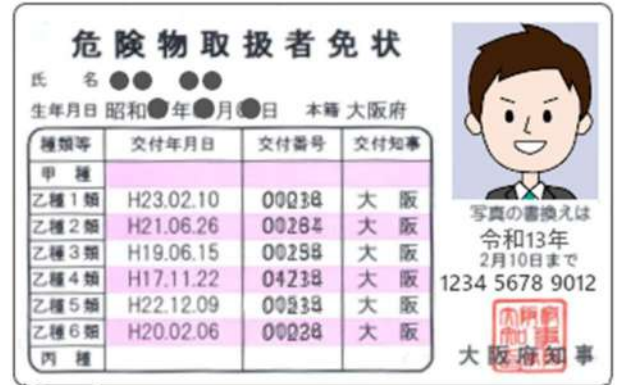 危険物取扱者免状
氏 名
生年月日 昭和 年 月 日 本籍 大阪府
種類等 交付年月日 交付番号 交付知事
甲 種
乙種1類 H23.02.10 大 阪
乙種2類 H21.06.26 大 阪
乙種3類 H19.06.15 大 阪
乙種4類 H17.11.22 大 阪
乙種5類 H22.12.09 大 阪
乙種6類 H20.02.06 大 阪
丙 種
写真の書換えは
令和13年
2月10日まで
1234 5678 9012
大阪府知事